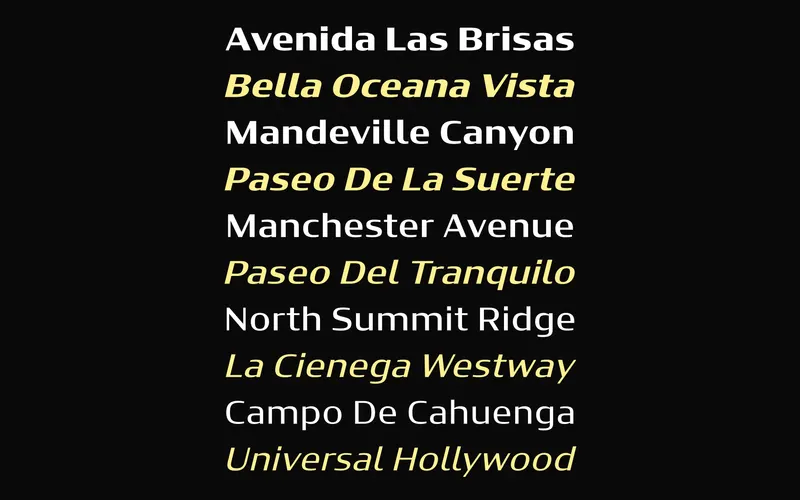 Avenida Las Brisas
Bella Oceana Vista
Mandeville Canyon
Paseo De La Suerte
Manchester Avenue
Paseo Del Tranquilo
North Summit Ridge
La Cienega Westway
Campo De Cahuenga
Universal Hollywood